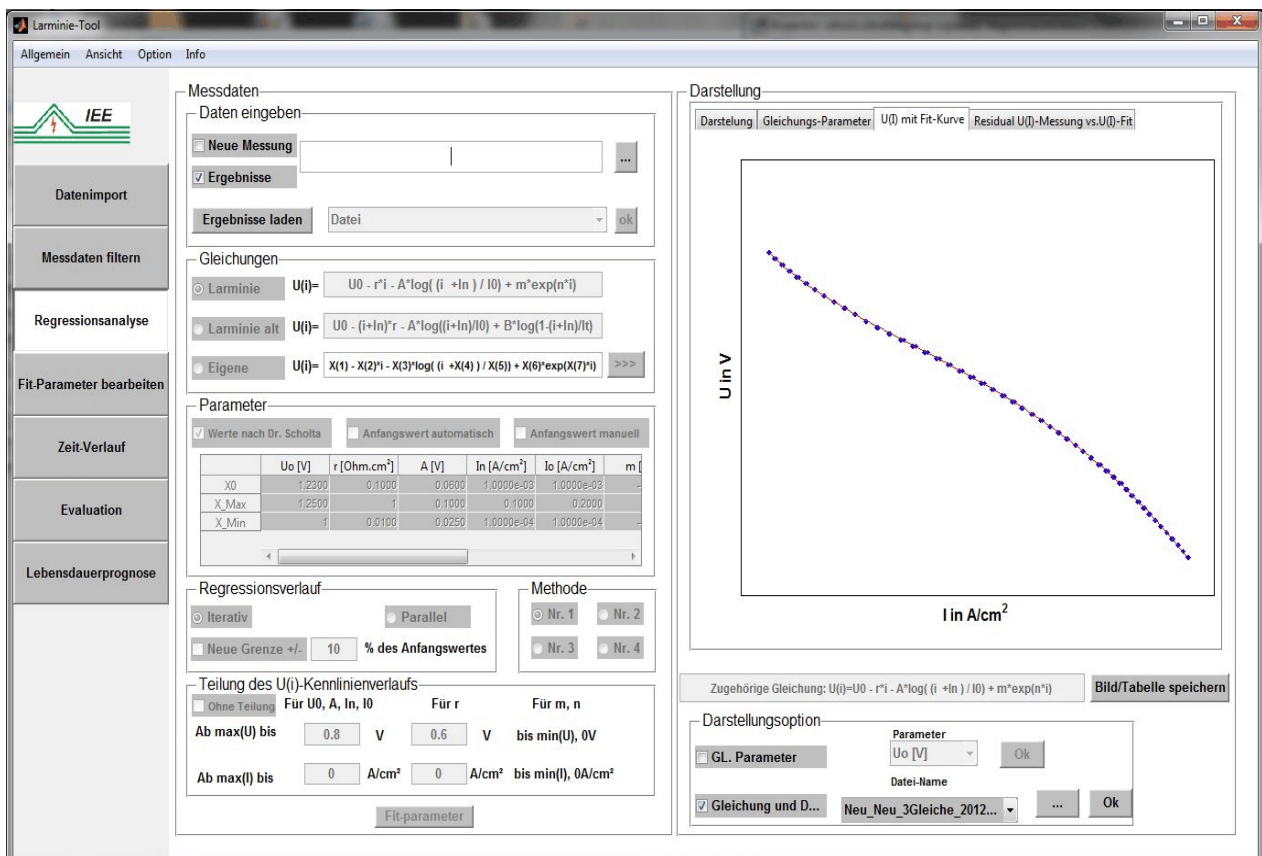 Larminie-Tool
Allgemein Ansicht Option Info
IEE
Datenimport
Messdaten filtern
Regressionsanalyse
Fit-Parameter bearbeiten
Zeit-Verlauf
Evaluation
Lebensdauerprognose
Messdaten
Daten eingeben
Neue Messung
...
Ergebnisse
Ergebnisse laden Datei ok
Gleichungen
Larminie U(i)= U0 - r*i - A*log( (i +In ) / I0) + m*exp(n*i)
Larminie alt U(i)= U0 - (i+In)*r - A*log((i+In)/I0) + B*log(1-(i+In)/It)
Eigene U(i)= X(1) - X(2)*i - X(3)*log( (i +X(4) ) / X(5)) + X(6)*exp(X(7)*i) >>>
Parameter
Werte nach Dr. Scholta Anfangswert automatisch Anfangswert manuell
Uo [V] r [Ohm.cm²] A [V] In [A/cm²] Io [A/cm²] m [
X0 1.2300 0.1000 0.0600 1.0000e-03 1.0000e-03
X_Max 1.2500 1 0.1000 0.1000 0.2000
X_Min 1 0.0100 0.0250 1.0000e-04 1.0000e-04
Regressionsverlauf
Iterativ Parallel
Neue Grenze +/- 10 % des Anfangswertes
Methode
Nr. 1 Nr. 2
Nr. 3 Nr. 4
Teilung des U(i)-Kennlinienverlaufs
Ohne Teilung Für U0, A, In, I0 Für r Für m, n
Ab max(U) bis 0.8 V 0.6 V bis min(U), 0V
Ab max(I) bis 0 A/cm² 0 A/cm² bis min(I), 0A/cm²
Fit-parameter
Darstellung
Darstelung Gleichungs-Parameter U(I) mit Fit-Kurve Residual U(I)-Messung vs.U(I)-Fit
U in V
I in A/cm²
Zugehörige Gleichung: U(i)=U0 - r*i - A*log( (i +In ) / I0) + m*exp(n*i) Bild/Tabelle speichern
Darstellungsoption
Parameter
GL. Parameter Uo [V] Ok
Datei-Name
Gleichung und D... Neu_Neu_3Gleiche_2012... ... Ok